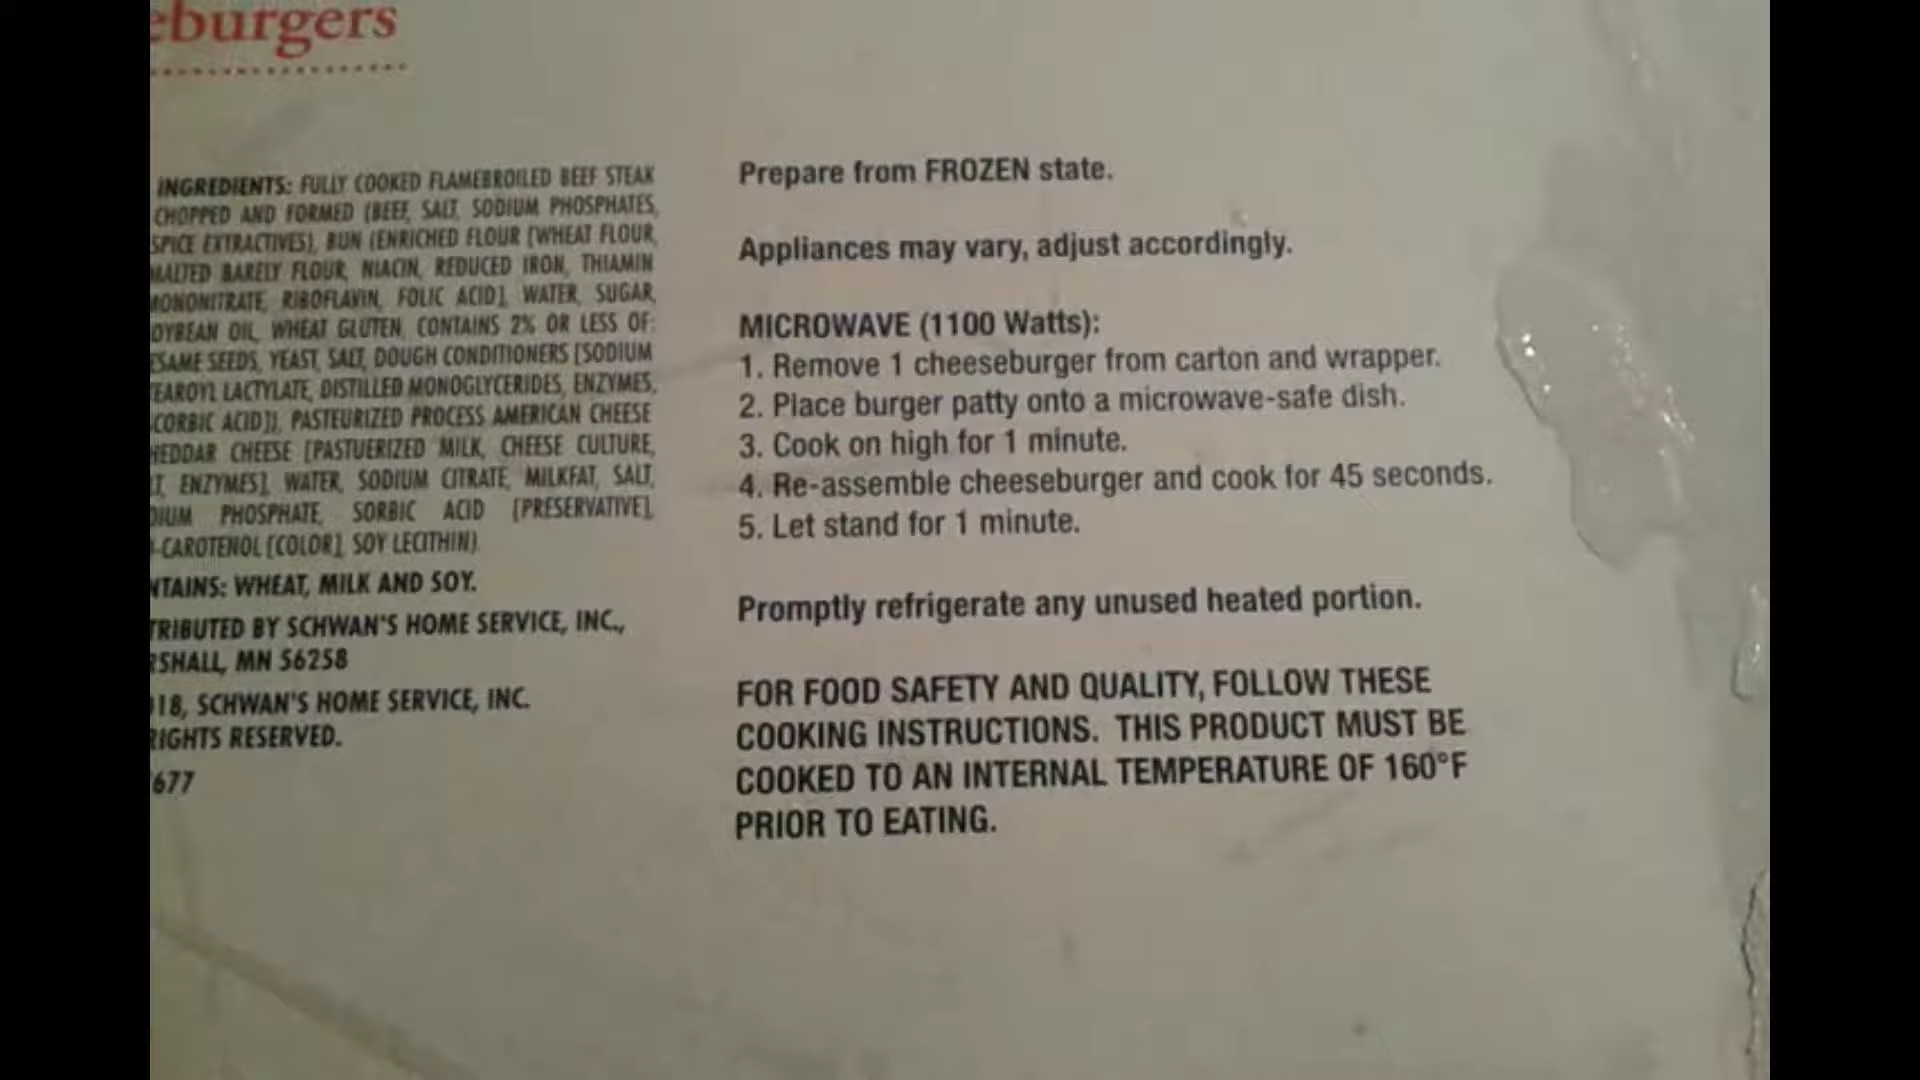 eburgers
INGREDIENTS: FULLY COOKED FLAMEBROILED BEEF STEAK
CHOPPED AND FORMED (BEEF, SALT, SODIUM PHOSPHATES,
SPICE EXTRACTIVES), BUN (ENRICHED FLOUR [WHEAT FLOUR,
MALTED BARELY FLOUR, NIACIN, REDUCED IRON, THIAMIN
MONONITRATE, RIBOFLAVIN, FOLIC ACID], WATER, SUGAR,
OYBEAN OIL, WHEAT GLUTEN, CONTAINS 2% OR LESS OF:
ESAME SEEDS, YEAST, SALT, DOUGH CONDITIONERS [SODIUM
EAROYL LACTYLATE, DISTILLED MONOGLYCERIDES, ENZYMES,
CORBIC ACID]), PASTEURIZED PROCESS AMERICAN CHEESE
HEDDAR CHEESE [PASTUERIZED MILK, CHEESE CULTURE,
LT, ENZYMES], WATER, SODIUM CITRATE, MILKFAT, SALT,
DIUM PHOSPHATE, SORBIC ACID [PRESERVATIVE],
-CAROTENOL [COLOR], SOY LECITHIN).
NTAINS: WHEAT, MILK AND SOY.
TRIBUTED BY SCHWAN'S HOME SERVICE, INC.,
RSHALL, MN 56258
18, SCHWAN'S HOME SERVICE, INC.
RIGHTS RESERVED.
677
Prepare from FROZEN state.
Appliances may vary, adjust accordingly.
MICROWAVE (1100 Watts):
1. Remove 1 cheeseburger from carton and wrapper.
2. Place burger patty onto a microwave-safe dish.
3. Cook on high for 1 minute.
4. Re-assemble cheeseburger and cook for 45 seconds.
5. Let stand for 1 minute.
Promptly refrigerate any unused heated portion.
FOR FOOD SAFETY AND QUALITY, FOLLOW THESE
COOKING INSTRUCTIONS. THIS PRODUCT MUST BE
COOKED TO AN INTERNAL TEMPERATURE OF 160°F
PRIOR TO EATING.